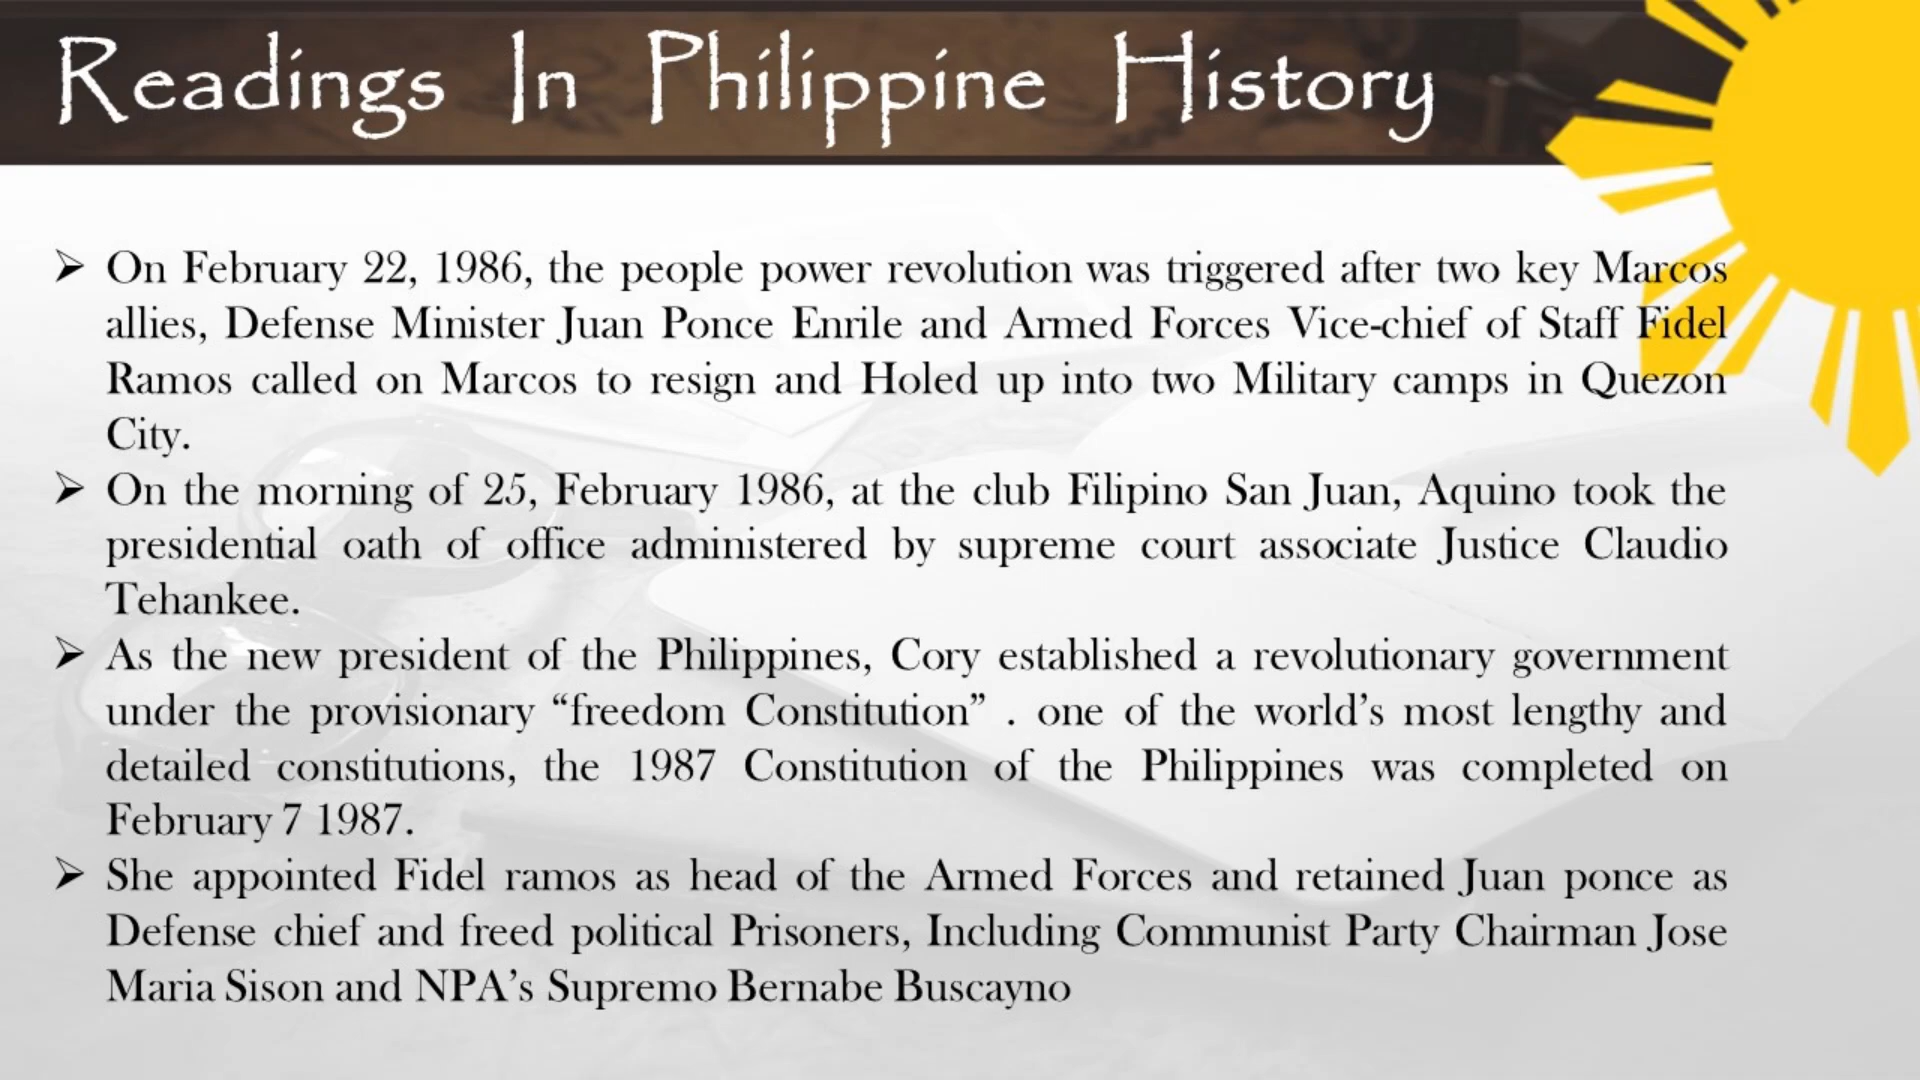 Readings In Philippine History
➢ On February 22, 1986, the people power revolution was triggered after two key Marcos
allies, Defense Minister Juan Ponce Enrile and Armed Forces Vice-chief of Staff Fidel
Ramos called on Marcos to resign and Holed up into two Military camps in Quezon
City.
➢ On the morning of 25, February 1986, at the club Filipino San Juan, Aquino took the
presidential oath of office administered by supreme court associate Justice Claudio
Tehankee.
➢ As the new president of the Philippines, Cory established a revolutionary government
under the provisionary “freedom Constitution” . one of the world’s most lengthy and
detailed constitutions, the 1987 Constitution of the Philippines was completed on
February 7 1987.
➢ She appointed Fidel ramos as head of the Armed Forces and retained Juan ponce as
Defense chief and freed political Prisoners, Including Communist Party Chairman Jose
Maria Sison and NPA’s Supremo Bernabe Buscayno